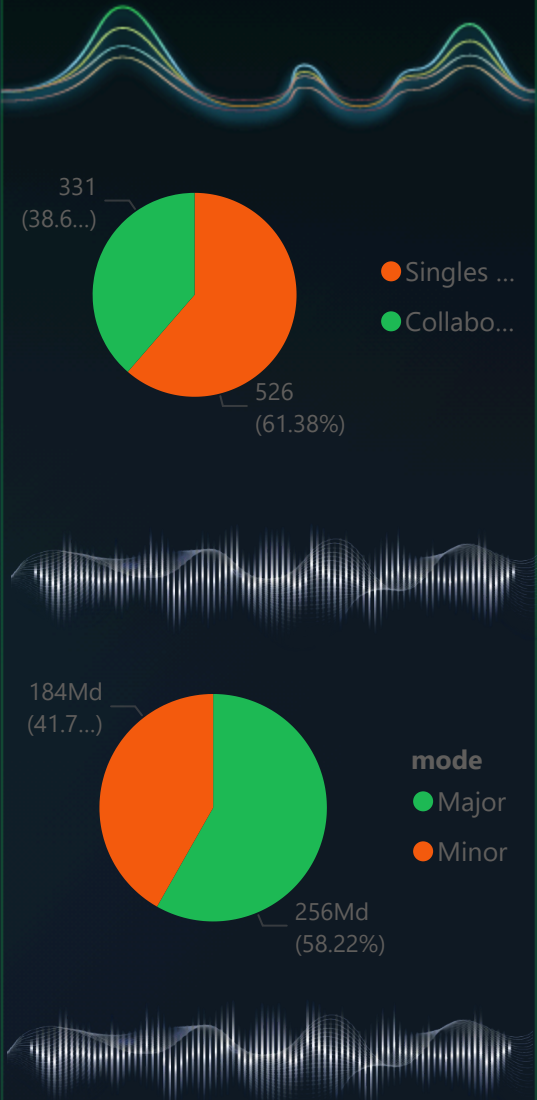 331
(38.6...)
Singles ...
Collabo...
526
(61.38%)
184Md
(41.7...)
mode
Major
Minor
256Md
(58.22%)